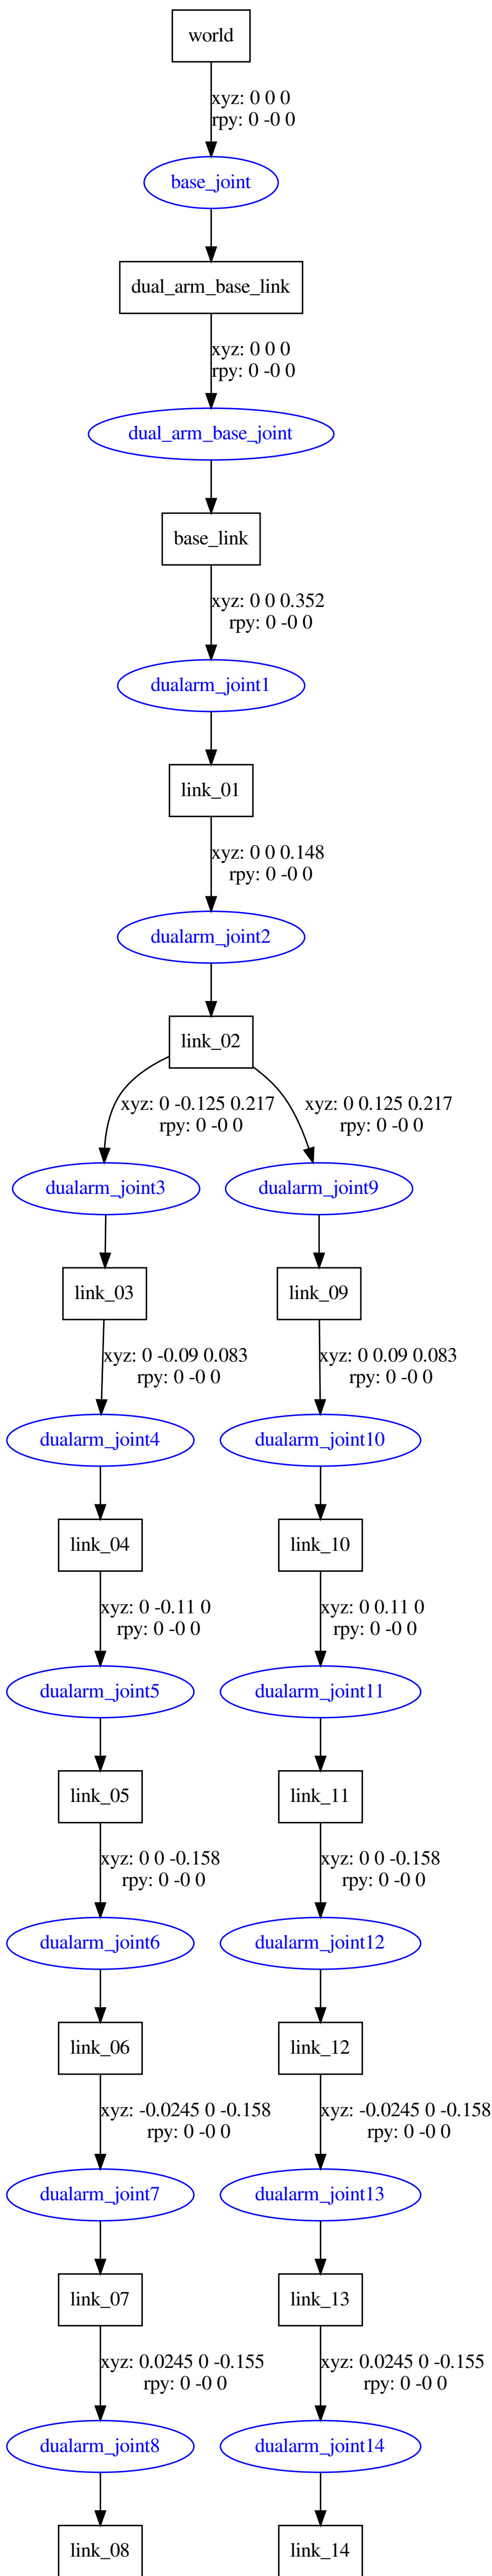 world
xyz: 0 0 0
rpy: 0 -0 0
base_joint
dual_arm_base_link
xyz: 0 0 0
rpy: 0 -0 0
dual_arm_base_joint
base_link
xyz: 0 0 0.352
rpy: 0 -0 0
dualarm_joint1
link_01
xyz: 0 0 0.148
rpy: 0 -0 0
dualarm_joint2
link_02
xyz: 0 -0.125 0.217
rpy: 0 -0 0
xyz: 0 0.125 0.217
rpy: 0 -0 0
dualarm_joint3
dualarm_joint9
link_03
link_09
xyz: 0 -0.09 0.083
rpy: 0 -0 0
xyz: 0 0.09 0.083
rpy: 0 -0 0
dualarm_joint4
dualarm_joint10
link_04
link_10
xyz: 0 -0.11 0
rpy: 0 -0 0
xyz: 0 0.11 0
rpy: 0 -0 0
dualarm_joint5
dualarm_joint11
link_05
link_11
xyz: 0 0 -0.158
rpy: 0 -0 0
xyz: 0 0 -0.158
rpy: 0 -0 0
dualarm_joint6
dualarm_joint12
link_06
link_12
xyz: -0.0245 0 -0.158
rpy: 0 -0 0
xyz: -0.0245 0 -0.158
rpy: 0 -0 0
dualarm_joint7
dualarm_joint13
link_07
link_13
xyz: 0.0245 0 -0.155
rpy: 0 -0 0
xyz: 0.0245 0 -0.155
rpy: 0 -0 0
dualarm_joint8
dualarm_joint14
link_08
link_14